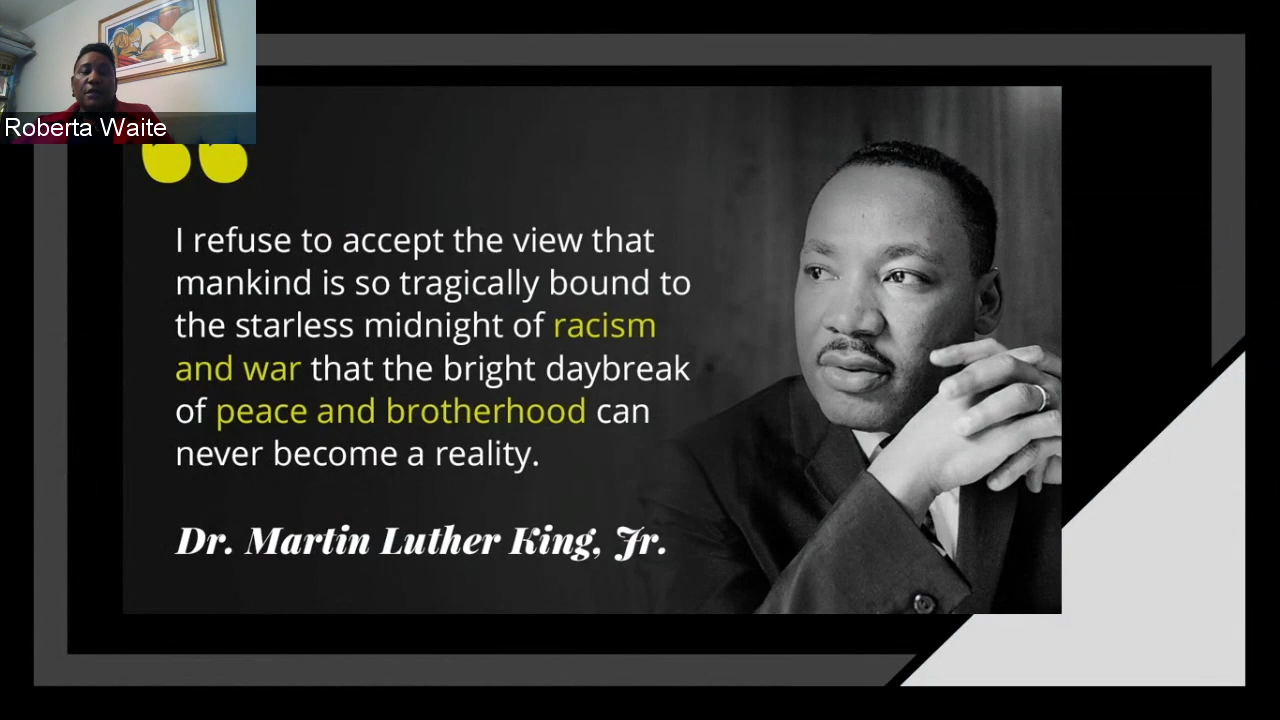 Roberta Waite
I refuse to accept the view that
mankind is so tragically bound to
the starless midnight of racism
and war that the bright daybreak
of peace and brotherhood can
never become a reality.
Dr. Martin Luther King, Jr.